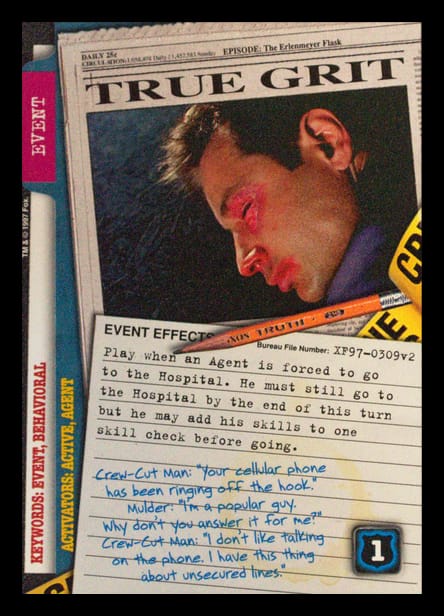 DAILY 25¢
EPISODE: The Erlenmeyer Flask
TRUE GRIT
EVENT
TM & © 1997 Fox.
KEYWORDS: EVENT, BEHAVIORAL
ACTIVATORS: ACTIVE, AGENT
EVENT EFFECTS
TRUTH
Bureau File Number: XF97-0309v2
Play when an Agent is forced to go
to the Hospital. He must still go to
the Hospital by the end of this turn
but he may add his skills to one
skill check before going.
Crew-Cut Man: "Your cellular phone
has been ringing off the hook."
Mulder: "I'm a popular guy.
Why don't you answer it for me?"
Crew-Cut Man: "I don't like talking
on the phone. I have this thing
about unsecured lines."
1